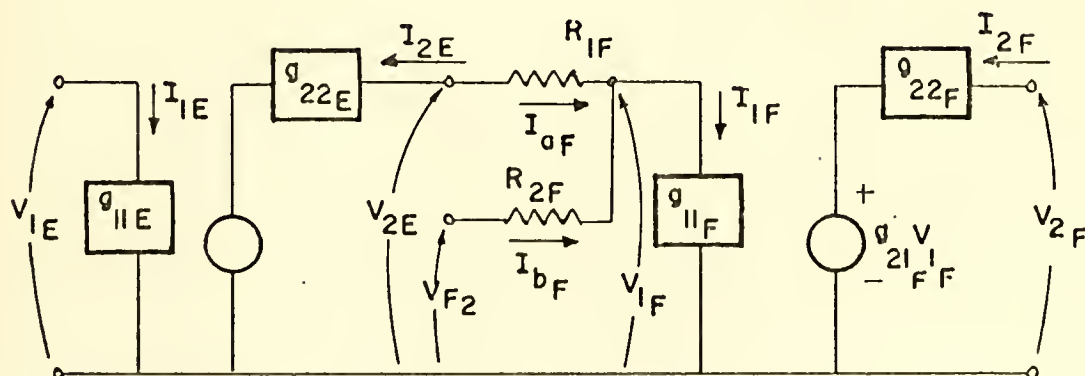 I2E
R1F
I2F
g22E
g22F
I1E
IaF
I1F
R2F
g11E
g11F
+
V1E
V2E
g21F V1F
V2F
IbF
−
VF2
V1F